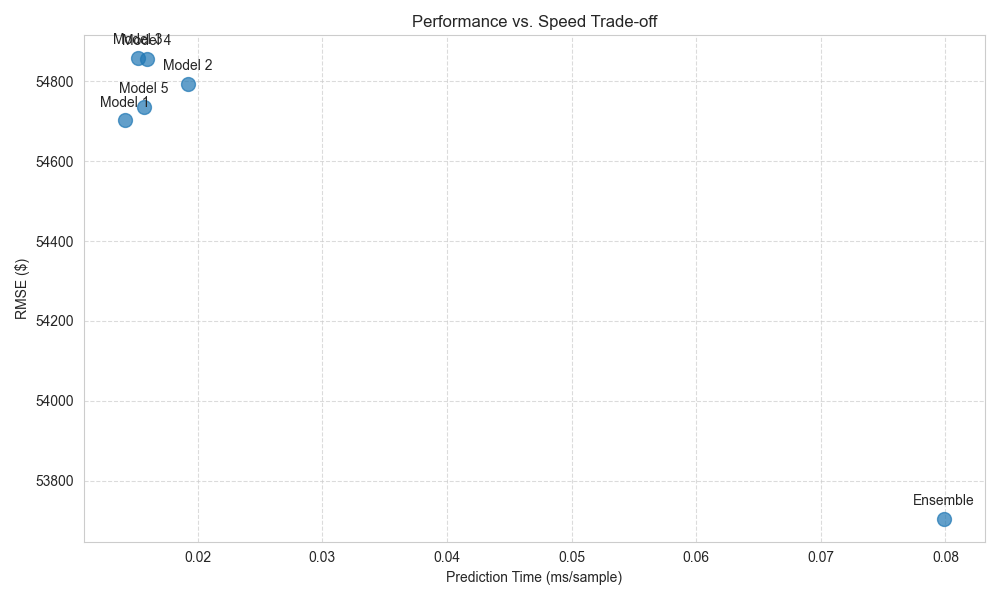 Performance vs. Speed Trade-off
Model 3
Model 4
Model 2
Model 5
Model 1
Ensemble
RMSE ($)
54800
54600
54400
54200
54000
53800
0.02 0.03 0.04 0.05 0.06 0.07 0.08
Prediction Time (ms/sample)